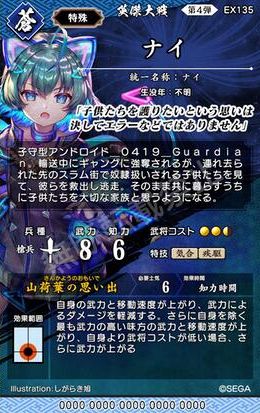 蒼
特殊
英傑大戦
第4弾
EX135
ナイ
統一名称：ナイ
生没年：不明
「子供たちを護りたいという思いは
決してエラーなどではありません」
子守型アンドロイド 0419_Guardia
n。輸送中にギャングに強奪されるが、連れ去ら
れた先のスラム街で奴隷扱いされる子供たちを見
て、彼らを救出し逃走。そのまま共に暮らすうち
に子供たちを大切な家族と思うようになる。
兵種 武力 知力 武将コスト
槍兵 8 6
特技 気合 疾駆
さんかようのおもいで
山荷葉の思い出
必要士気 6
効果時間 知力時間
効果範囲
自身の武力と移動速度が上がり、武力によ
るダメージを軽減する。さらに自身を除く
最も武力の高い味方の武力と移動速度が上
がり、自身より武将コストが低い場合、さ
らに武力が上がる
Illustration:しがらき旭
©SEGA
0000-0000-0000-0000-0000